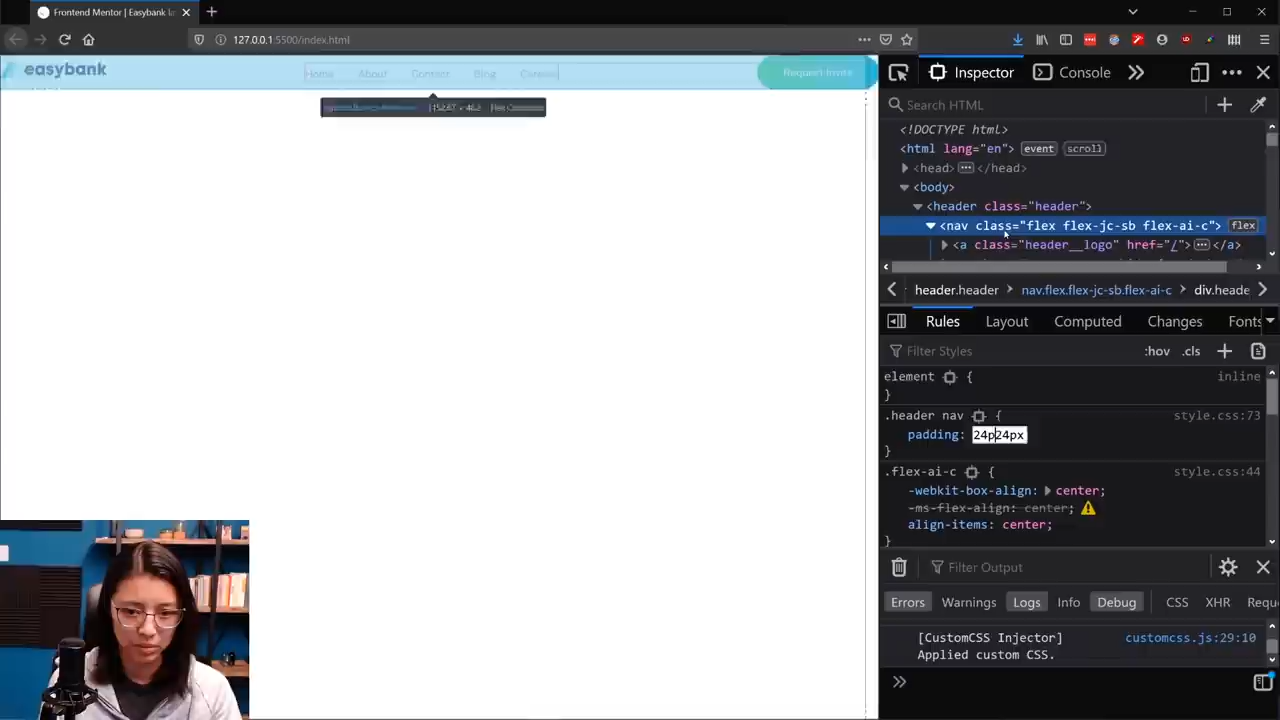 Frontend Mentor | Easybank la
127.0.0.1:5500/index.html
easybank
Home About Contact Blog Careers
Request Invite
Inspector
Console
Search HTML
<!DOCTYPE html>
<html lang="en"> event scroll
<head> ••• </head>
<body>
<header class="header">
<nav class="flex flex-jc-sb flex-ai-c"> flex
<a class="header__logo" href="/"> ••• </a>
header.header
nav.flex.flex-jc-sb.flex-ai-c
div.heade
Rules Layout Computed Changes Fonts
Filter Styles
:hov .cls
element { inline
}
.header nav { style.css:73
padding: 24p24px
}
.flex-ai-c { style.css:44
-webkit-box-align: center;
-ms-flex-align: center;
align-items: center;
}
Filter Output
Errors Warnings Logs Info Debug CSS XHR Reque
[CustomCSS Injector] customcss.js:29:10
Applied custom CSS.